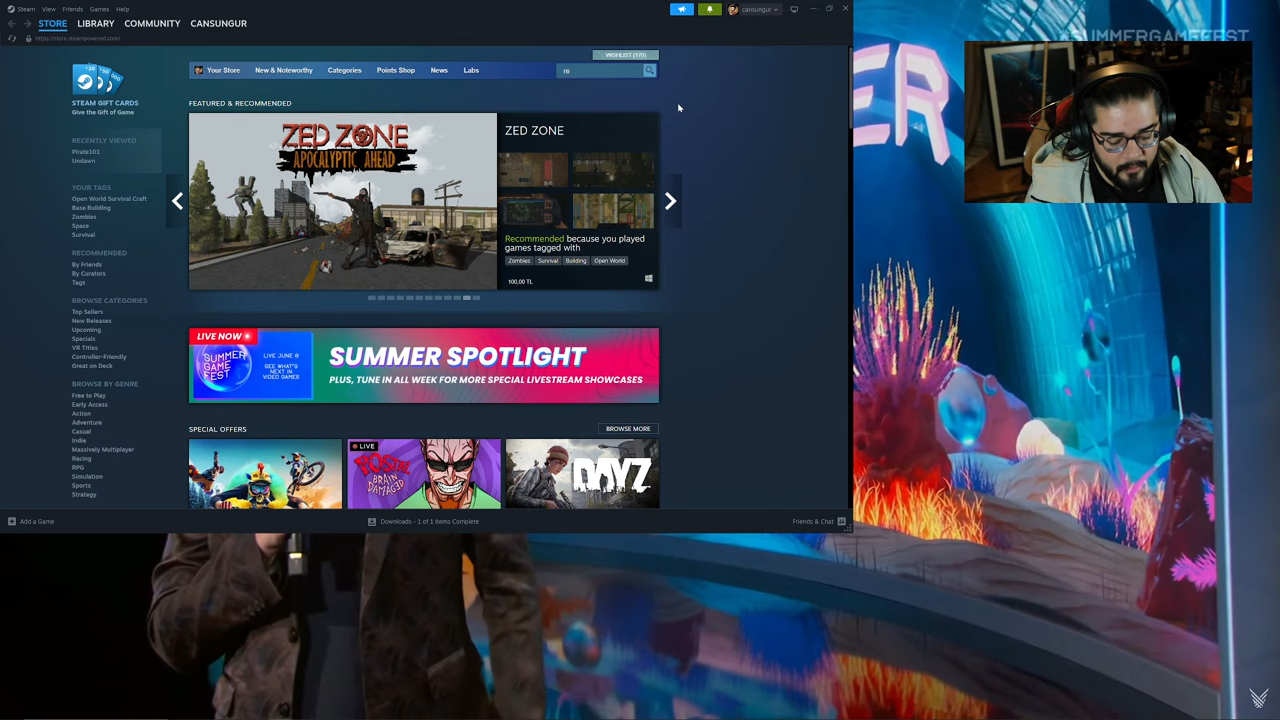 Steam View Friends Games Help
cansungur
STORE LIBRARY COMMUNITY CANSUNGUR
https://store.steampowered.com/
#SUMMERGAMEFEST
ER
WISHLIST (170)
Your Store New & Noteworthy Categories Points Shop News Labs
re
STEAM GIFT CARDS
Give the Gift of Game
RECENTLY VIEWED
Pirate101
Undawn
YOUR TAGS
Open World Survival Craft
Base Building
Zombies
Space
Survival
RECOMMENDED
By Friends
By Curators
Tags
BROWSE CATEGORIES
Top Sellers
New Releases
Upcoming
Specials
VR Titles
Controller-Friendly
Great on Deck
BROWSE BY GENRE
Free to Play
Early Access
Action
Adventure
Casual
Indie
Massively Multiplayer
Racing
RPG
Simulation
Sports
Strategy
FEATURED & RECOMMENDED
ZED ZONE
APOCALYPTIC AHEAD
ZED ZONE
Recommended because you played
games tagged with
Zombies Survival Building Open World
100,00 TL
LIVE NOW
SUMMER
GAME
FEST
LIVE JUNE 8
SEE WHAT'S
NEXT IN
VIDEO GAMES
SUMMER SPOTLIGHT
PLUS, TUNE IN ALL WEEK FOR MORE SPECIAL LIVESTREAM SHOWCASES
SPECIAL OFFERS
BROWSE MORE
LIVE
POSTAL
BRAIN
DAMAGED
DAYZ
Add a Game
Downloads - 1 of 1 Items Complete
Friends & Chat